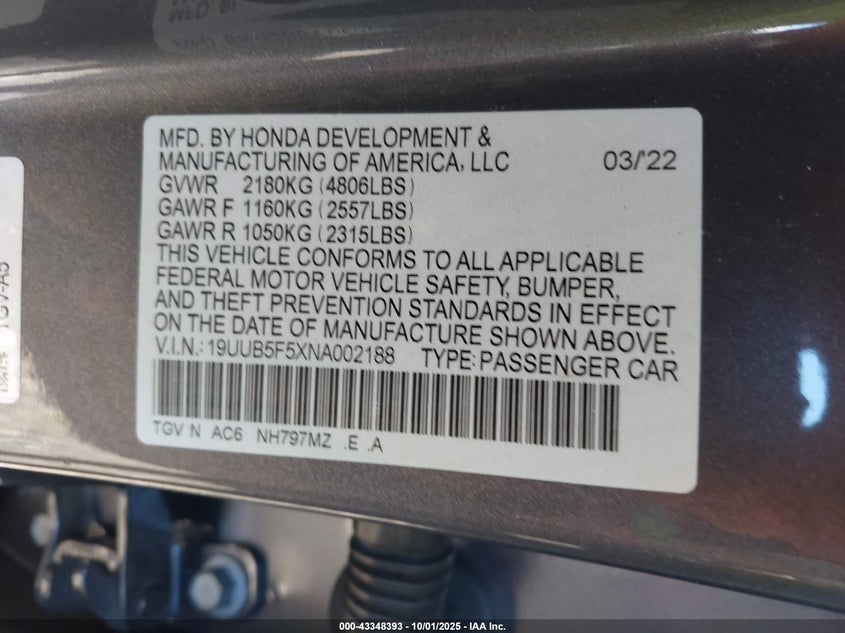 MFD. BY HONDA DEVELOPMENT &
MANUFACTURING OF AMERICA, LLC 03/'22
GVWR 2180KG (4806LBS)
GAWR F 1160KG (2557LBS)
GAWR R 1050KG (2315LBS)
THIS VEHICLE CONFORMS TO ALL APPLICABLE
FEDERAL MOTOR VEHICLE SAFETY, BUMPER,
AND THEFT PREVENTION STANDARDS IN EFFECT
ON THE DATE OF MANUFACTURE SHOWN ABOVE.
V.I.N.: 19UUB5F5XNA002188 TYPE: PASSENGER CAR
TGV N AC6 NH797MZ .E .A
TGV-A5
000-43348393 - 10/01/2025 - IAA Inc.